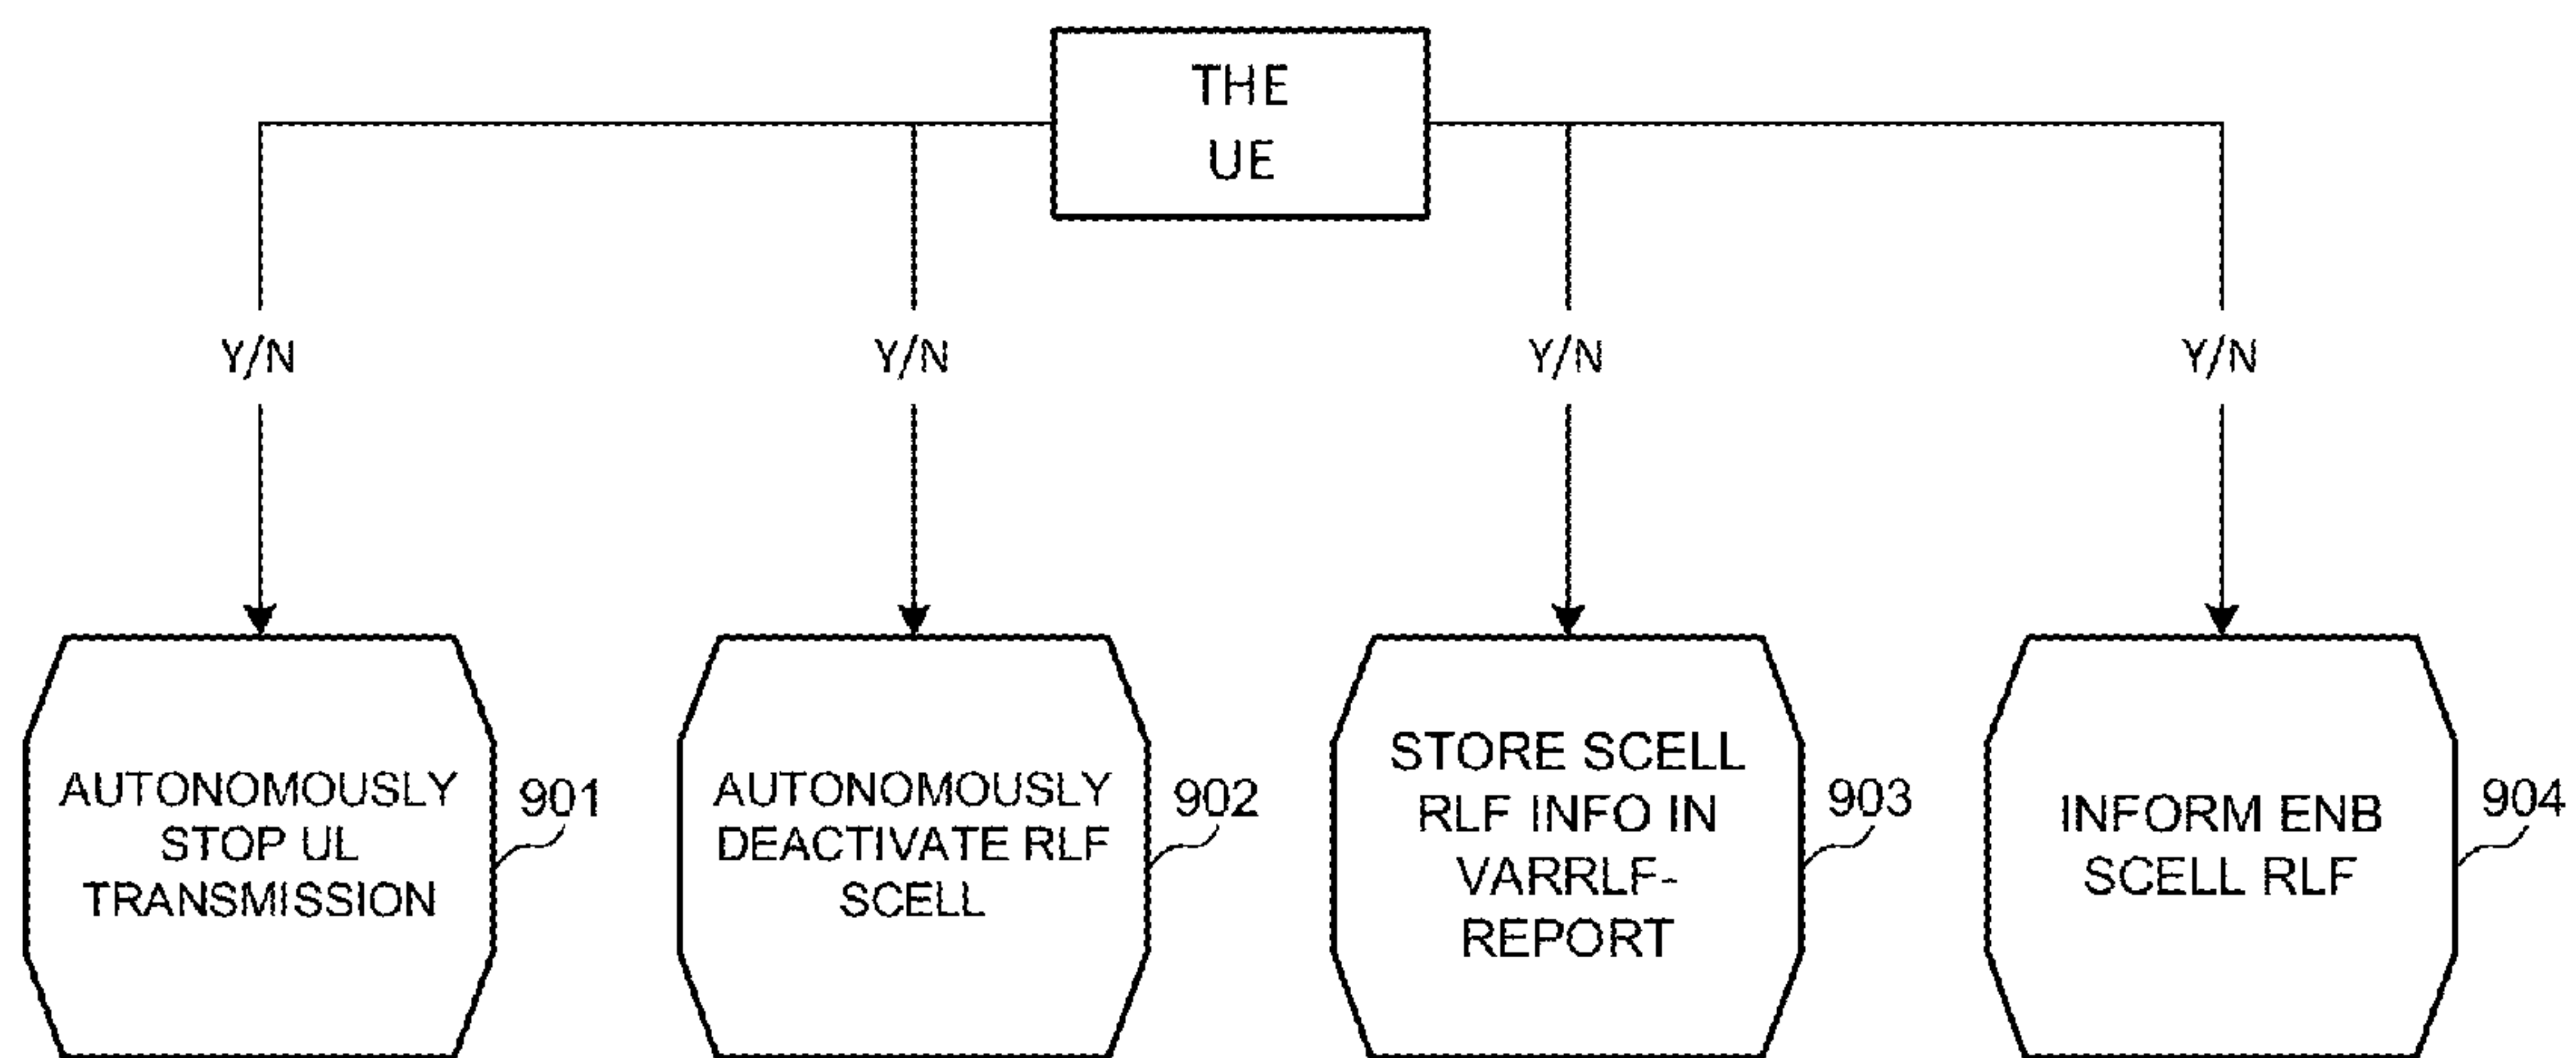 THE
UE
Y/N
Y/N
Y/N
Y/N
AUTONOMOUSLY
STOP UL
TRANSMISSION
901
AUTONOMOUSLY
DEACTIVATE RLF
SCELL
902
STORE SCELL
RLF INFO IN
VARRLF-
REPORT
903
INFORM ENB
SCELL RLF
904